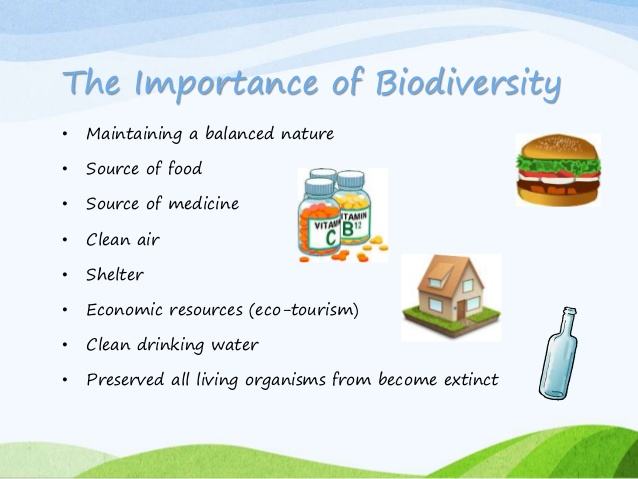 The Importance of Biodiversity
• Maintaining a balanced nature
• Source of food
• Source of medicine
• Clean air
• Shelter
• Economic resources (eco-tourism)
• Clean drinking water
• Preserved all living organisms from become extinct
VITAMIN C
VITAMIN B12